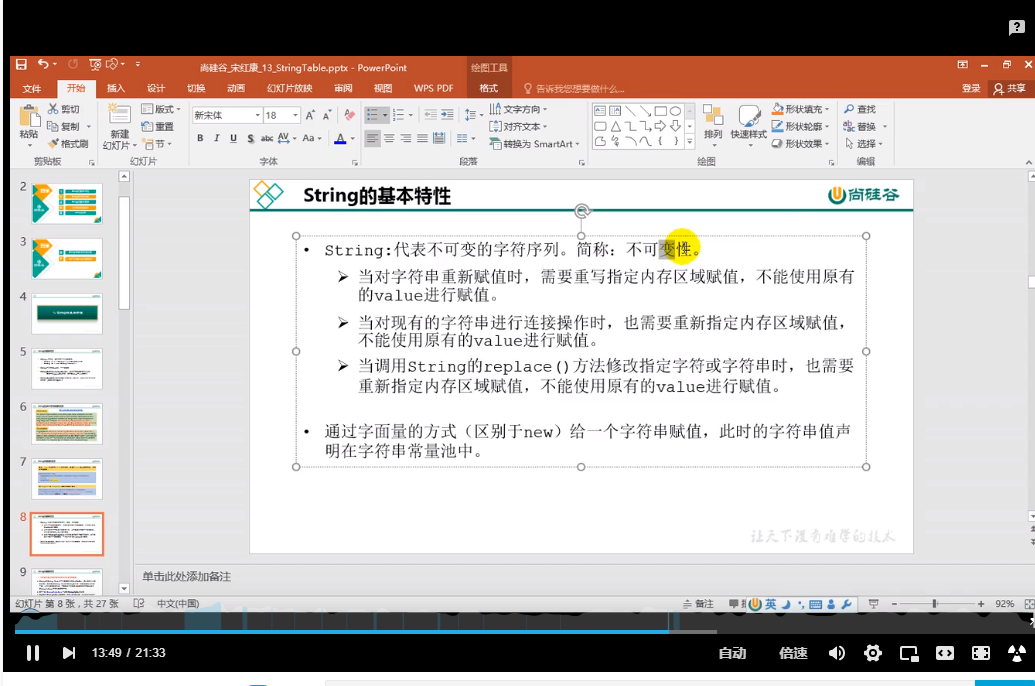 尚硅谷_宋红康_13_StringTable.pptx - PowerPoint
绘图工具
文件 开始 插入 设计 切换 动画 幻灯片放映 审阅 视图 WPS PDF 格式 告诉我您想要做什么... 登录 共享
粘贴 剪切 复制 格式刷 新建 幻灯片 版式 重置 节 新宋体 18 文字方向 对齐文本 转换为 SmartArt 排列 快速样式 形状填充 形状轮廓 形状效果 查找 替换 选择
剪贴板 幻灯片 字体 段落 绘图 编辑
2
3
4
5
6
7
8
9
String的基本特性
尚硅谷
• String:代表不可变的字符序列。简称：不可变性。
➢ 当对字符串重新赋值时，需要重写指定内存区域赋值，不能使用原有
的value进行赋值。
➢ 当对现有的字符串进行连接操作时，也需要重新指定内存区域赋值，
不能使用原有的value进行赋值。
➢ 当调用String的replace()方法修改指定字符或字符串时，也需要
重新指定内存区域赋值，不能使用原有的value进行赋值。
• 通过字面量的方式（区别于new）给一个字符串赋值，此时的字符串值声
明在字符串常量池中。
让天下没有难学的技术
单击此处添加备注
幻灯片 第 8 张，共 27 张 中文(中国) 备注 英 92%
13:49 / 21:33 自动 倍速